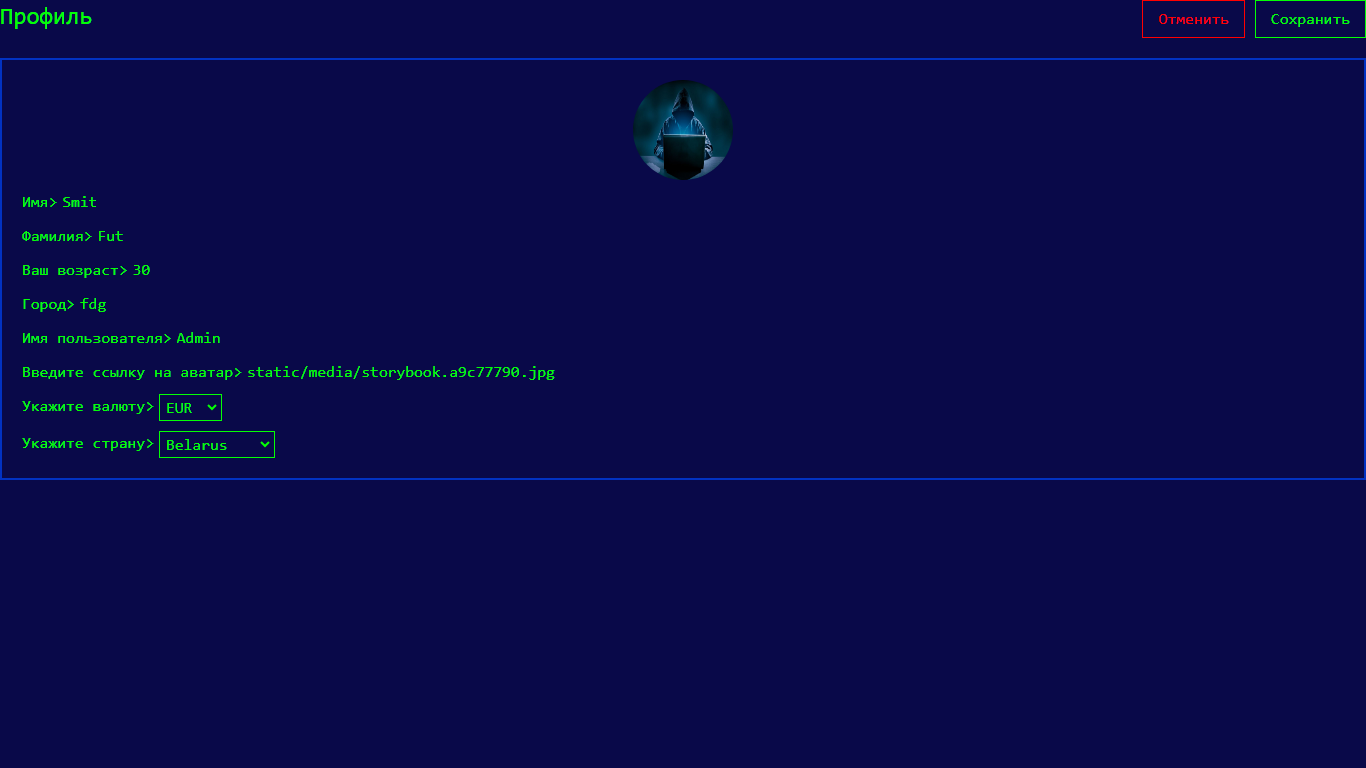 Профиль
Отменить
Сохранить
Имя> Smit
Фамилия> Fut
Ваш возраст> 30
Город> fdg
Имя пользователя> Admin
Введите ссылку на аватар> static/media/storybook.a9c77790.jpg
Укажите валюту> EUR
Укажите страну> Belarus